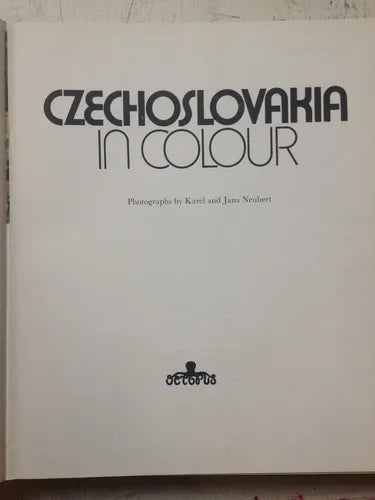 CZECHOSLOVAKIA
IN COLOUR
Photographs by Karel and Jana Neubert
OCTOPUS